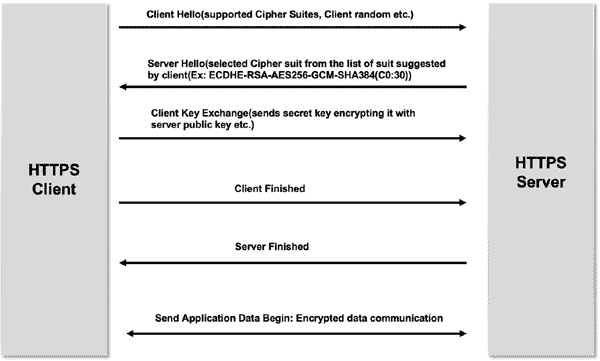 Client Hello(supported Cipher Suites, Client random etc.)
Server Hello(selected Cipher suit from the list of suit suggested
by client(Ex: ECDHE-RSA-AES256-GCM-SHA384(C0:30))
Client Key Exchange(sends secret key encrypting it with
server public key etc.)
HTTPS
Client
HTTPS
Server
Client Finished
Server Finished
Send Application Data Begin: Encrypted data communication